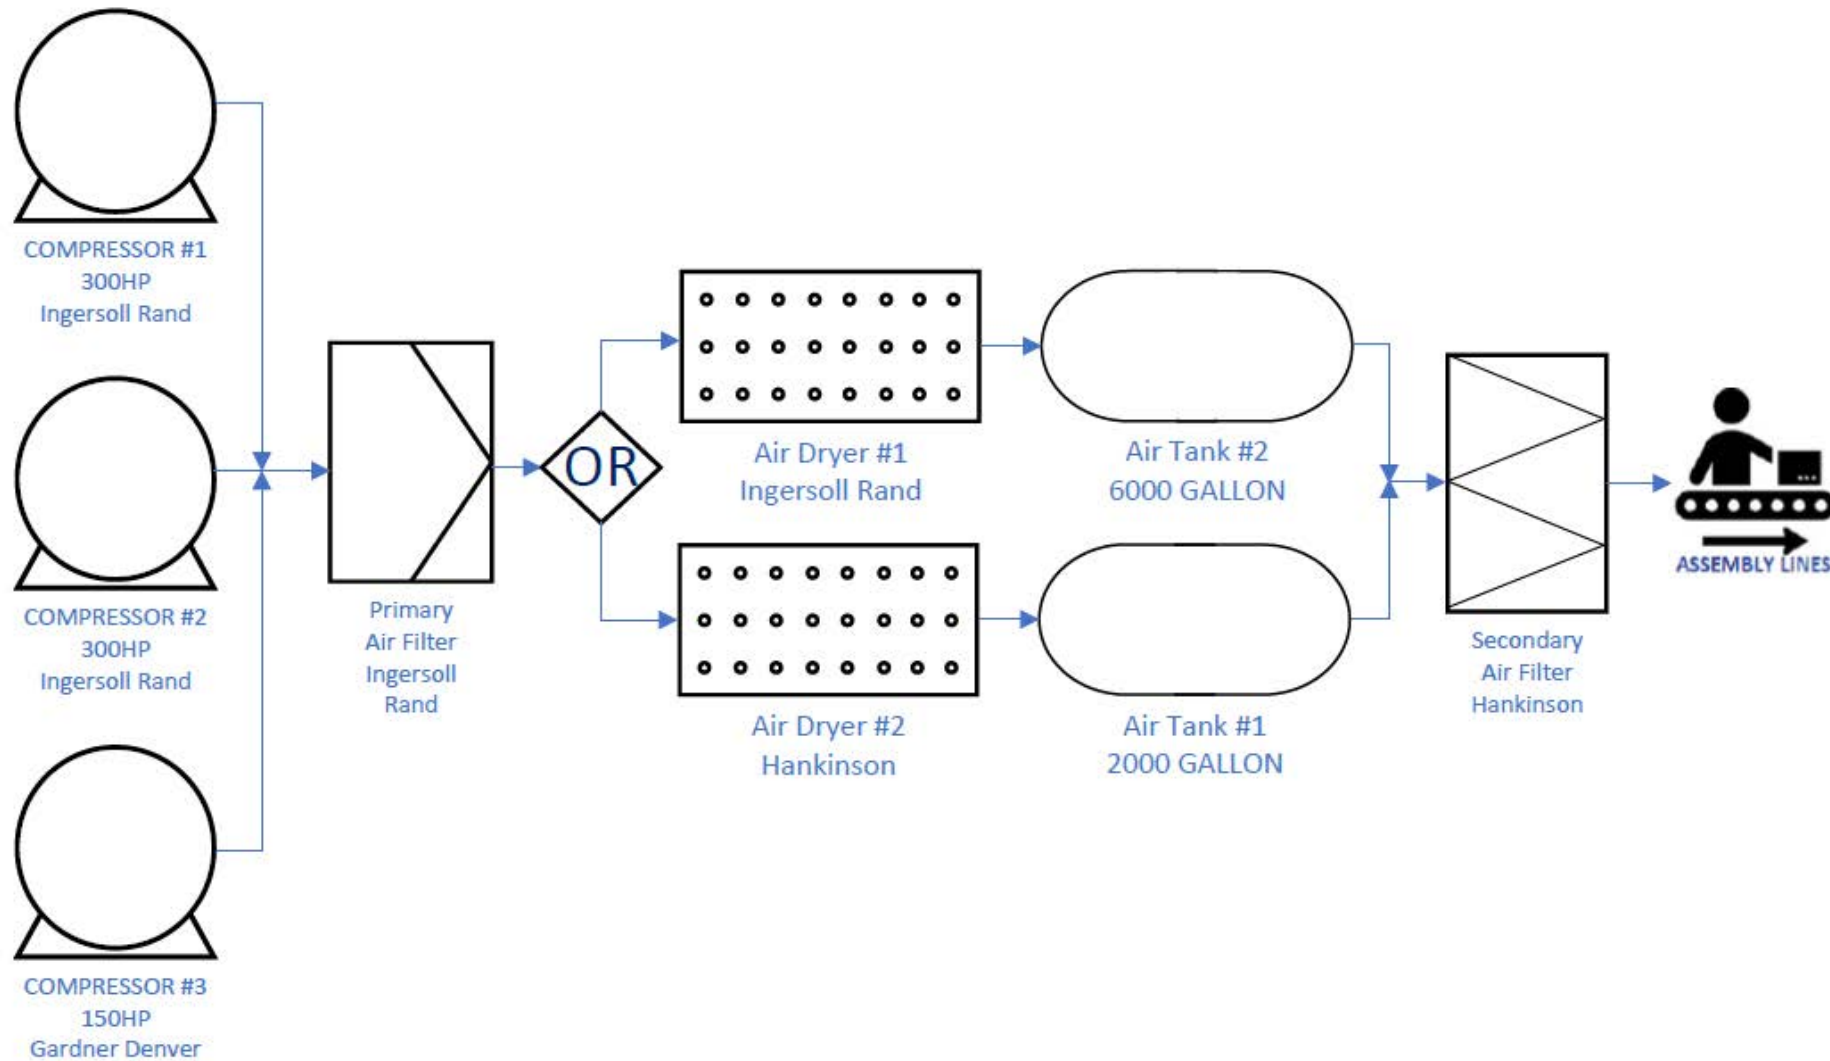 COMPRESSOR #1
300HP
Ingersoll Rand
COMPRESSOR #2
300HP
Ingersoll Rand
COMPRESSOR #3
150HP
Gardner Denver
Primary
Air Filter
Ingersoll
Rand
OR
Air Dryer #1
Ingersoll Rand
Air Dryer #2
Hankinson
Air Tank #2
6000 GALLON
Air Tank #1
2000 GALLON
Secondary
Air Filter
Hankinson
ASSEMBLY LINES